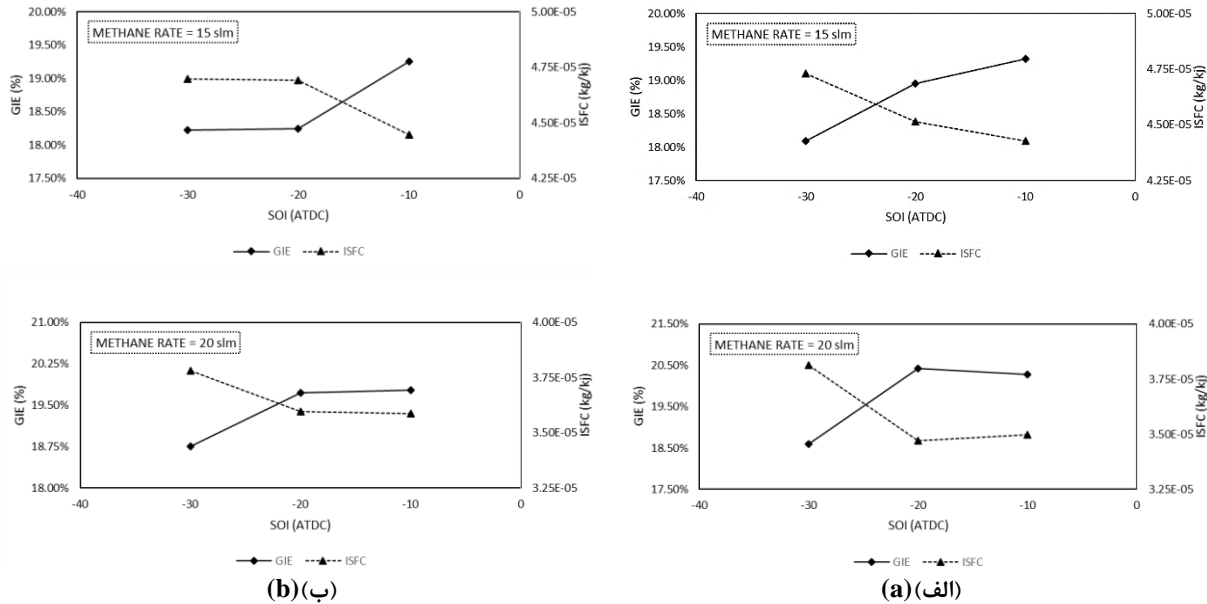 METHANE RATE = 15 slm
GIE (%)
20.00%
19.50%
19.00%
18.50%
18.00%
17.50%
5.00E-05
4.75E-05
4.50E-05
4.25E-05
ISFC (kg/kj)
-40 -30 -20 -10 0
SOI (ATDC)
GIE ISFC
METHANE RATE = 15 slm
GIE (%)
20.00%
19.50%
19.00%
18.50%
18.00%
17.50%
5.00E-05
4.75E-05
4.50E-05
4.25E-05
ISFC (kg/kj)
-40 -30 -20 -10 0
SOI (ATDC)
GIE ISFC
METHANE RATE = 20 slm
GIE (%)
21.00%
20.25%
19.50%
18.75%
18.00%
4.00E-05
3.75E-05
3.50E-05
3.25E-05
ISFC (kg/kj)
-40 -30 -20 -10 0
SOI (ATDC)
GIE ISFC
(ب) (b)
METHANE RATE = 20 slm
GIE (%)
21.50%
20.50%
19.50%
18.50%
17.50%
4.00E-05
3.75E-05
3.50E-05
3.25E-05
ISFC (kg/kj)
-40 -30 -20 -10 0
SOI (ATDC)
GIE ISFC
(الف) (a)